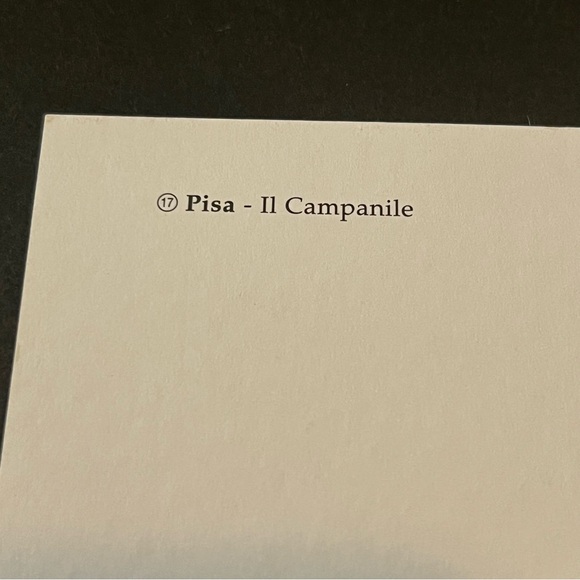 ⑰ Pisa - Il Campanile